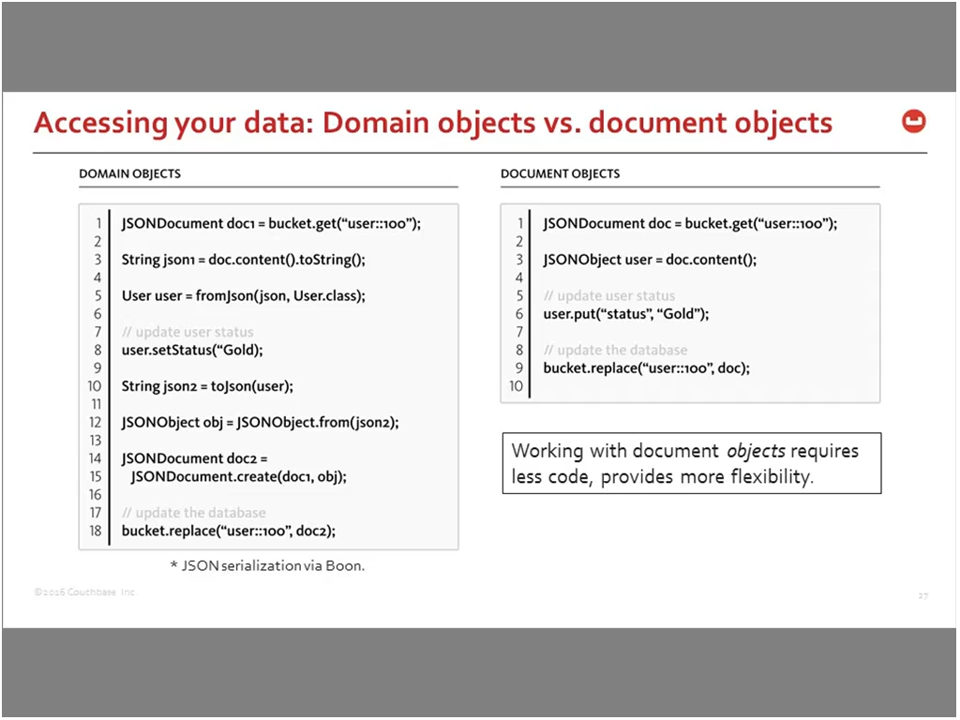 Accessing your data: Domain objects vs. document objects
DOMAIN OBJECTS
1 JSONDocument doc1 = bucket.get(“user::100”);
2
3 String json1 = doc.content().toString();
4
5 User user = fromJson(json, User.class);
6
7 // update user status
8 user.setStatus(“Gold);
9
10 String json2 = toJson(user);
11
12 JSONObject obj = JSONObject.from(json2);
13
14 JSONDocument doc2 =
15 JSONDocument.create(doc1, obj);
16
17 // update the database
18 bucket.replace(“user::100”, doc2);
* JSON serialization via Boon.
DOCUMENT OBJECTS
1 JSONDocument doc = bucket.get(“user::100”);
2
3 JSONObject user = doc.content();
4
5 // update user status
6 user.put(“status”, “Gold”);
7
8 // update the database
9 bucket.replace(“user::100”, doc);
10
Working with document objects requires
less code, provides more flexibility.
©2016 Couchbase Inc
27